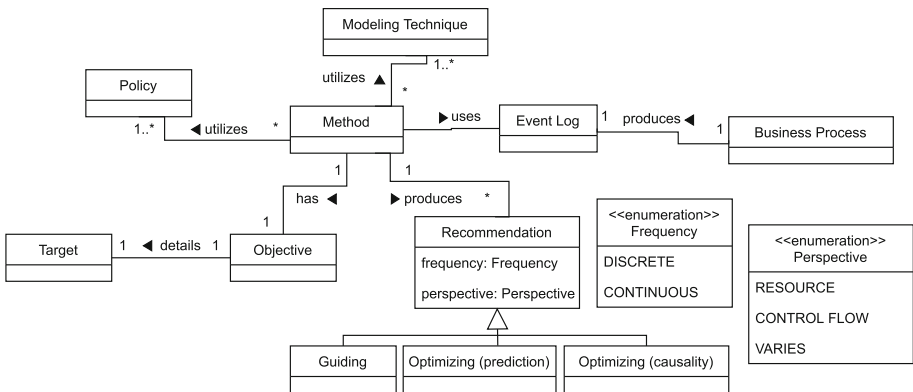 Modeling Technique
1..*
utilizes ▲
*
Policy
1..*
◀ utilizes
*
Method
▶ uses
Event Log
1
produces ◀
1
Business Process
1
has ◀
1
1
▶ produces
*
Target
1
◀ details
1
Objective
Recommendation
frequency: Frequency
perspective: Perspective
<<enumeration>>
Frequency
DISCRETE
CONTINUOUS
<<enumeration>>
Perspective
RESOURCE
CONTROL FLOW
VARIES
Guiding
Optimizing (prediction)
Optimizing (causality)